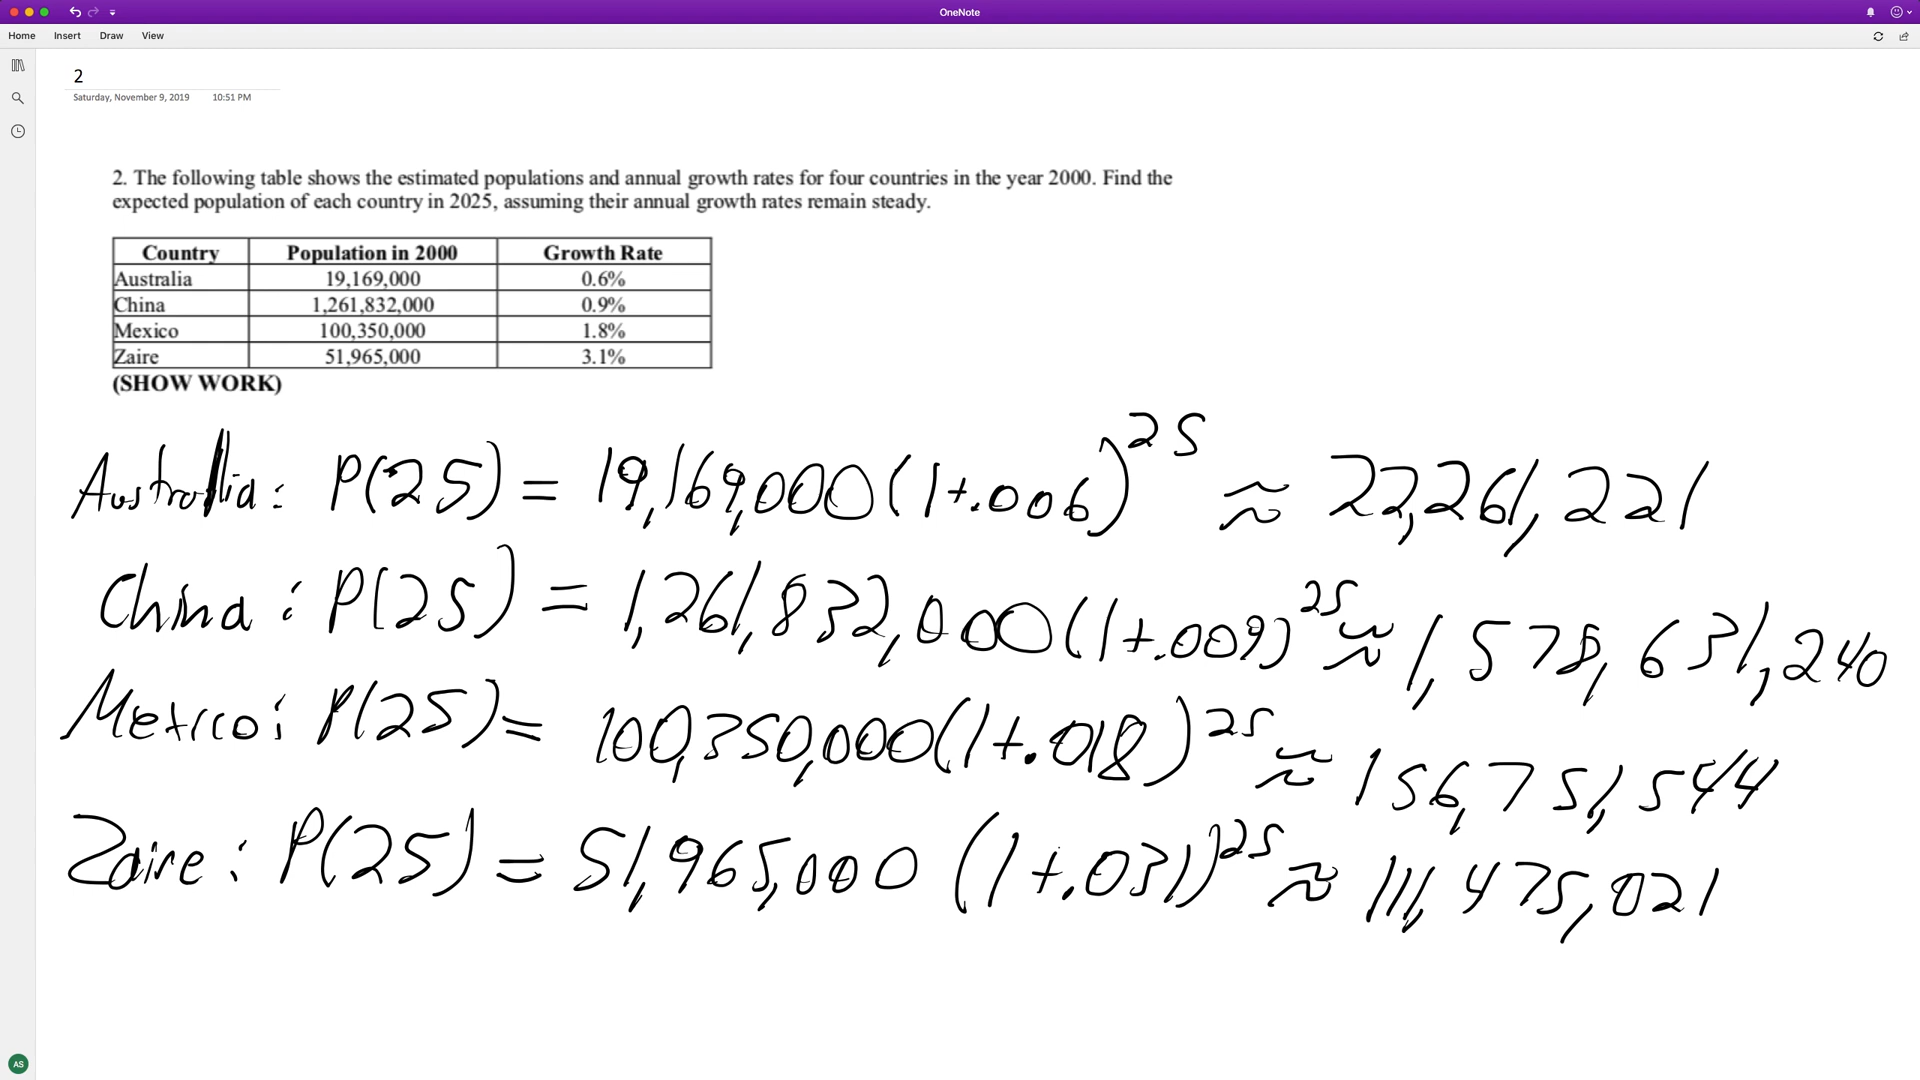 OneNote
Home Insert Draw View
2
Saturday, November 9, 2019 10:51 PM
2. The following table shows the estimated populations and annual growth rates for four countries in the year 2000. Find the
expected population of each country in 2025, assuming their annual growth rates remain steady.
Country Population in 2000 Growth Rate
Australia 19,169,000 0.6%
China 1,261,832,000 0.9%
Mexico 100,350,000 1.8%
Zaire 51,965,000 3.1%
(SHOW WORK)
Australia: P(25) = 19,169,000(1+.006)^25 ≈ 22,261,221
China: P(25) = 1,261,832,000(1+.009)^25 ≈ 1,578,631,240
Mexico: P(25) = 100,350,000(1+.018)^25 ≈ 156,751,544
Zaire: P(25) = 51,965,000 (1+.031)^25 ≈ 111,475,021
AS